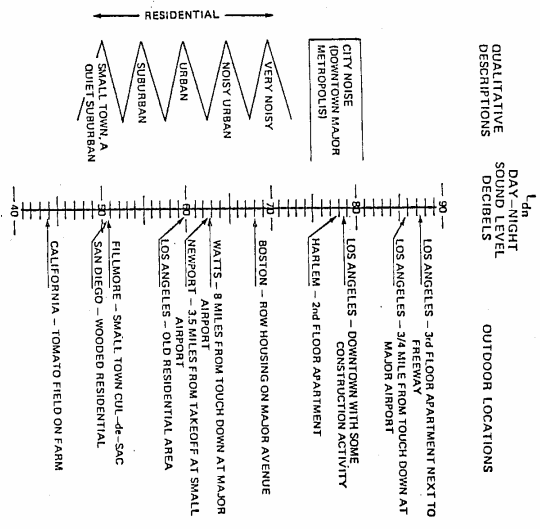 QUALITATIVE
DESCRIPTIONS
Ldn
DAY—NIGHT
SOUND LEVEL
DECIBELS
OUTDOOR LOCATIONS
—90—
LOS ANGELES — 3rd FLOOR APARTMENT NEXT TO
FREEWAY
LOS ANGELES — 3/4 MILE FROM TOUCH DOWN AT
MAJOR AIRPORT
CITY NOISE
(DOWNTOWN MAJOR
METROPOLIS)
—80—
LOS ANGELES — DOWNTOWN WITH SOME
CONSTRUCTION ACTIVITY
HARLEM — 2nd FLOOR APARTMENT
RESIDENTIAL
VERY NOISY
—70—
BOSTON — ROW HOUSING ON MAJOR AVENUE
NOISY URBAN
WATTS — 8 MILES FROM TOUCH DOWN AT MAJOR
AIRPORT
NEWPORT — 3.5 MILES FROM TAKEOFF AT SMALL
AIRPORT
URBAN
—60—
LOS ANGELES — OLD RESIDENTIAL AREA
SUBURBAN
FILLMORE — SMALL TOWN CUL—de—SAC
SMALL TOWN, A
QUIET SUBURBAN
—50—
SAN DIEGO — WOODED RESIDENTIAL
CALIFORNIA — TOMATO FIELD ON FARM
—40—